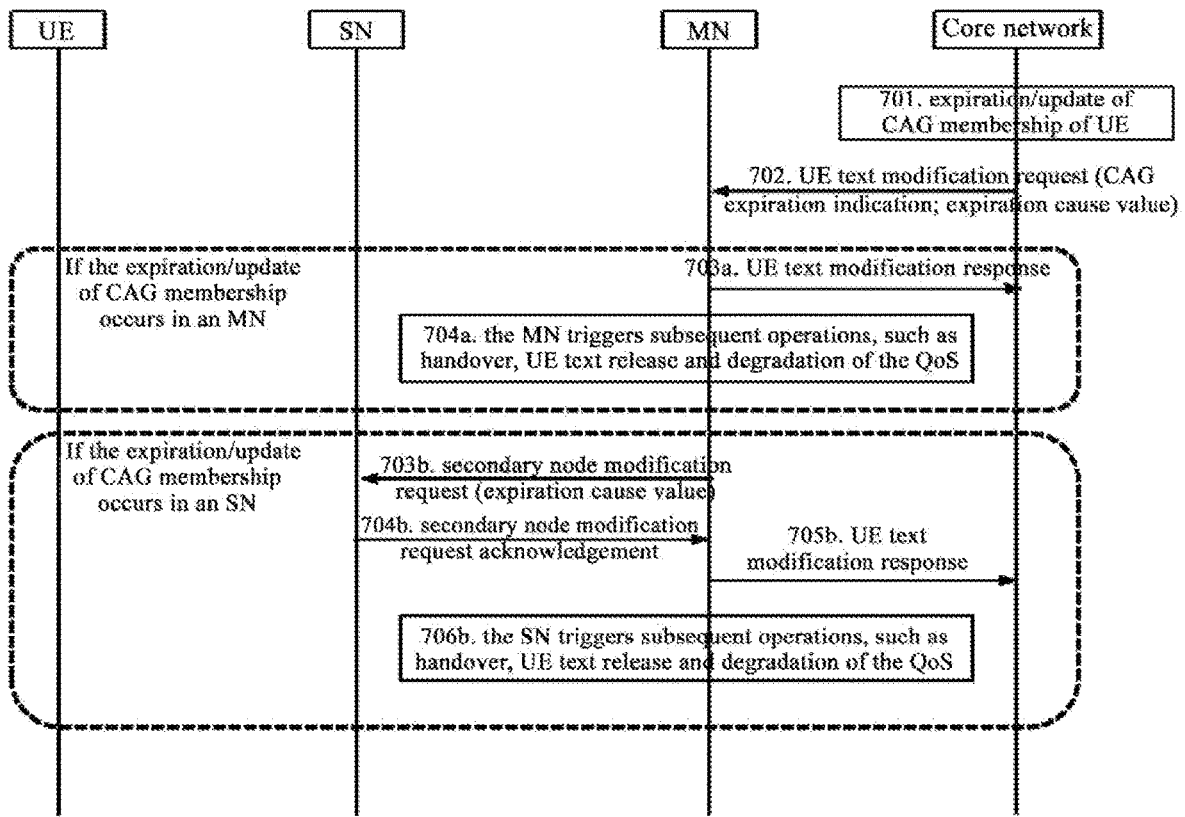 UE
SN
MN
Core network
701. expiration/update of
CAG membership of UE
702. UE text modification request (CAG
expiration indication; expiration cause value)
If the expiration/update
of CAG membership
occurs in an MN
703a. UE text modification response
704a. the MN triggers subsequent operations, such as
handover, UE text release and degradation of the QoS
If the expiration/update
of CAG membership
occurs in an SN
703b. secondary node modification
request (expiration cause value)
704b. secondary node modification
request acknowledgement
705b. UE text
modification response
706b. the SN triggers subsequent operations, such as
handover, UE text release and degradation of the QoS